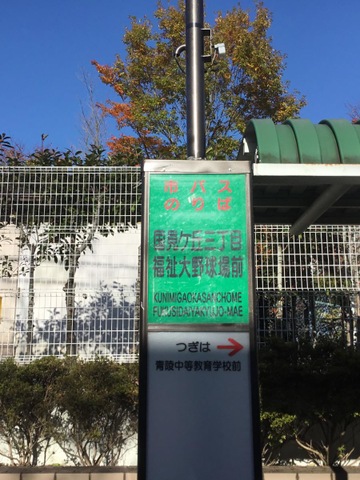 市バス
のりば
国見ケ丘三丁目
福祉大野球場前
KUNIMIGAOKASANCHOME
FUKUSIDAIYAKYUJO-MAE
つぎは →
青陵中等教育学校前